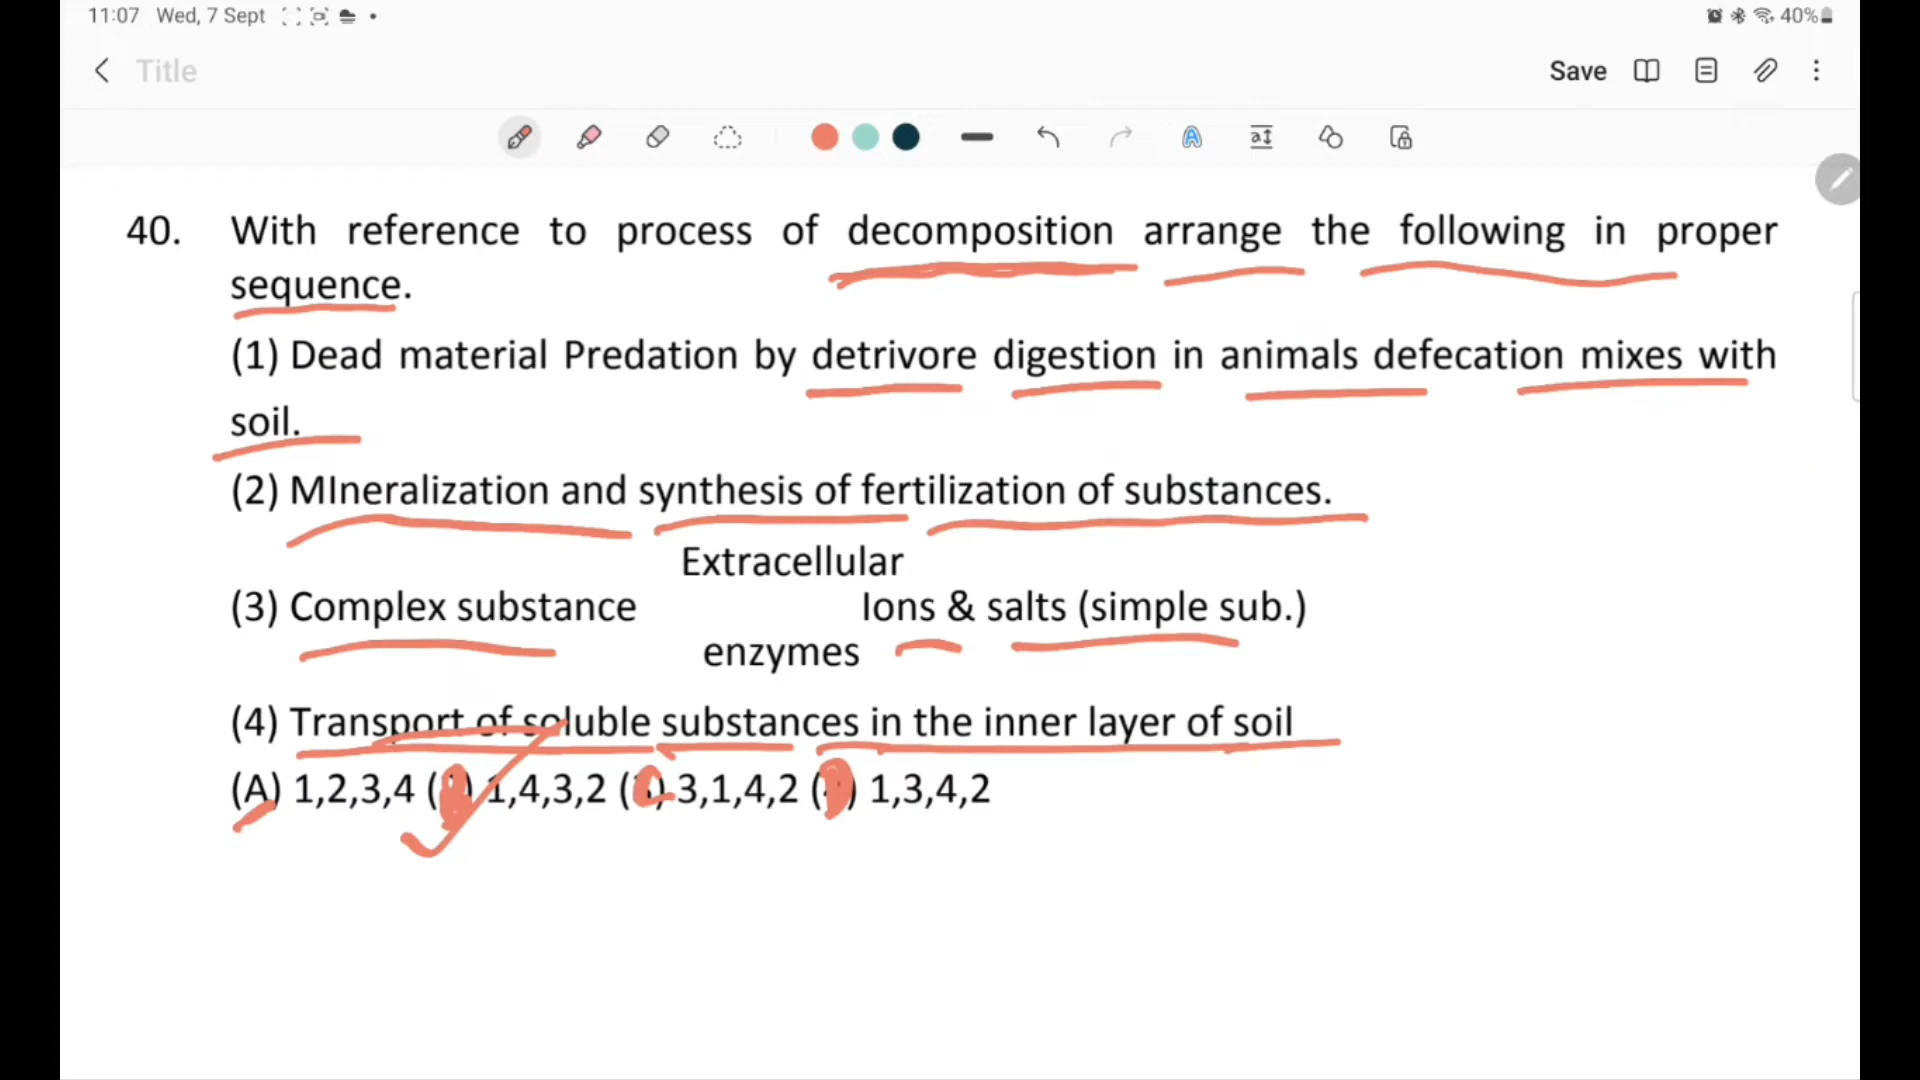 11:07 Wed, 7 Sept
40%
Title
Save
40. With reference to process of decomposition arrange the following in proper
sequence.
(1) Dead material Predation by detrivore digestion in animals defecation mixes with
soil.
(2) MIneralization and synthesis of fertilization of substances.
Extracellular
(3) Complex substance Ions & salts (simple sub.)
enzymes
(4) Transport of soluble substances in the inner layer of soil
(A) 1,2,3,4 (B) 1,4,3,2 (C) 3,1,4,2 (D) 1,3,4,2